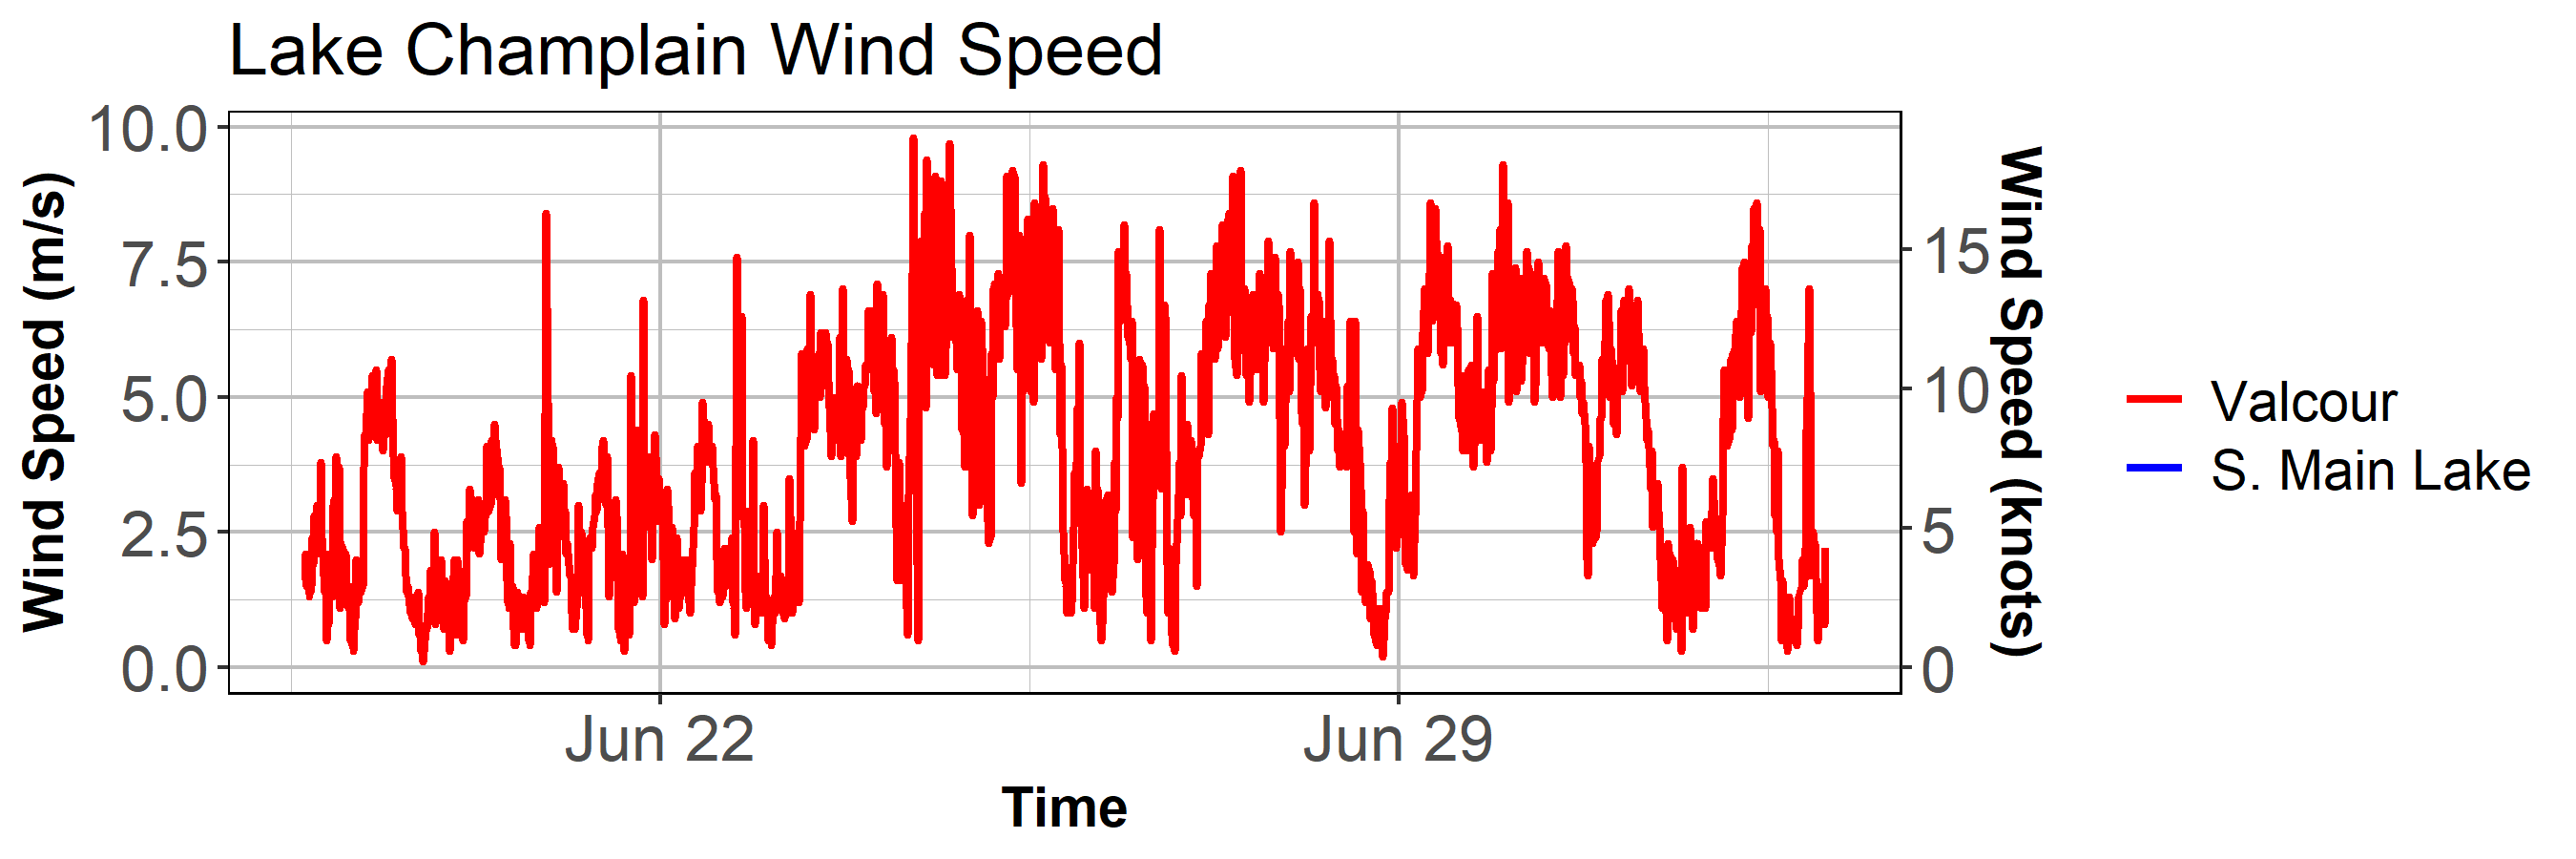 Lake Champlain Wind Speed
Wind Speed (m/s)
10.0
7.5
5.0
2.5
0.0
15
10
5
0
Wind Speed (knots)
Jun 22
Jun 29
Time
Valcour
S. Main Lake